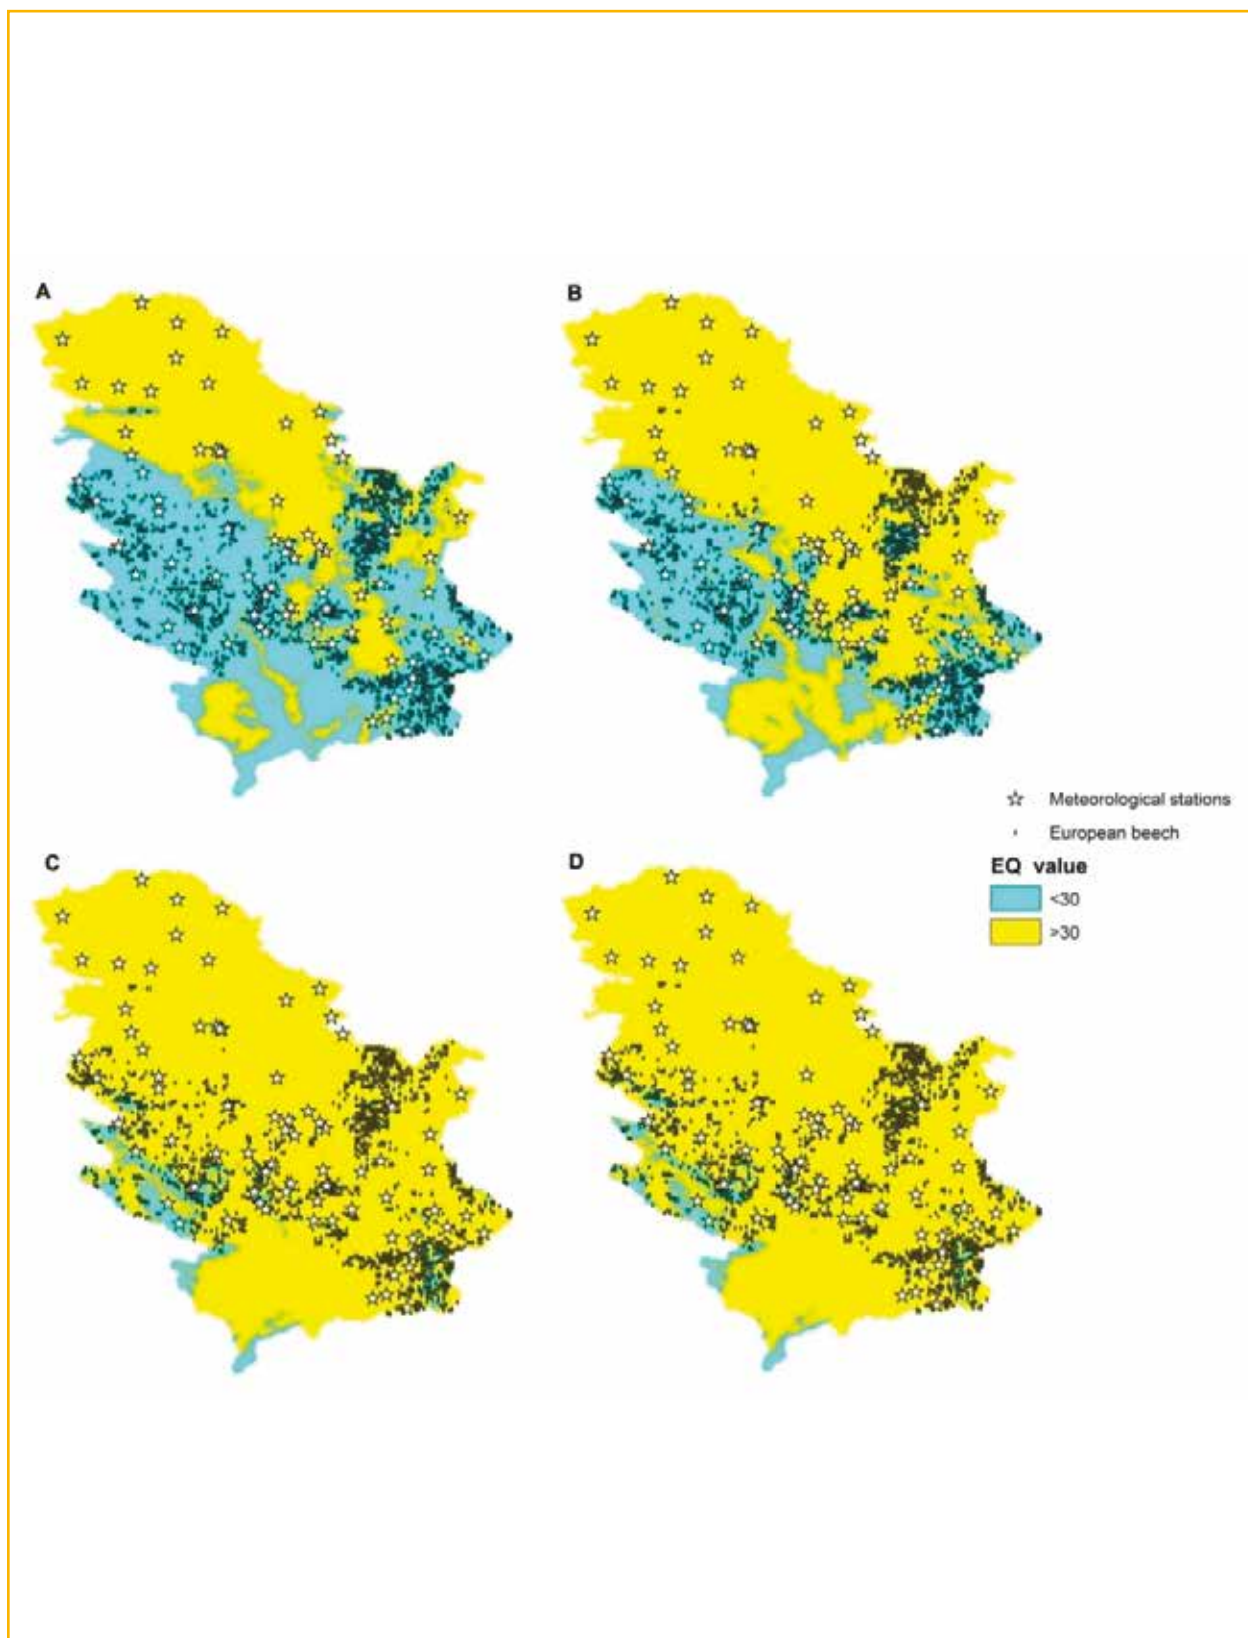 A
B
Meteorological stations
European beech
C
D
EQ value
<30
>30